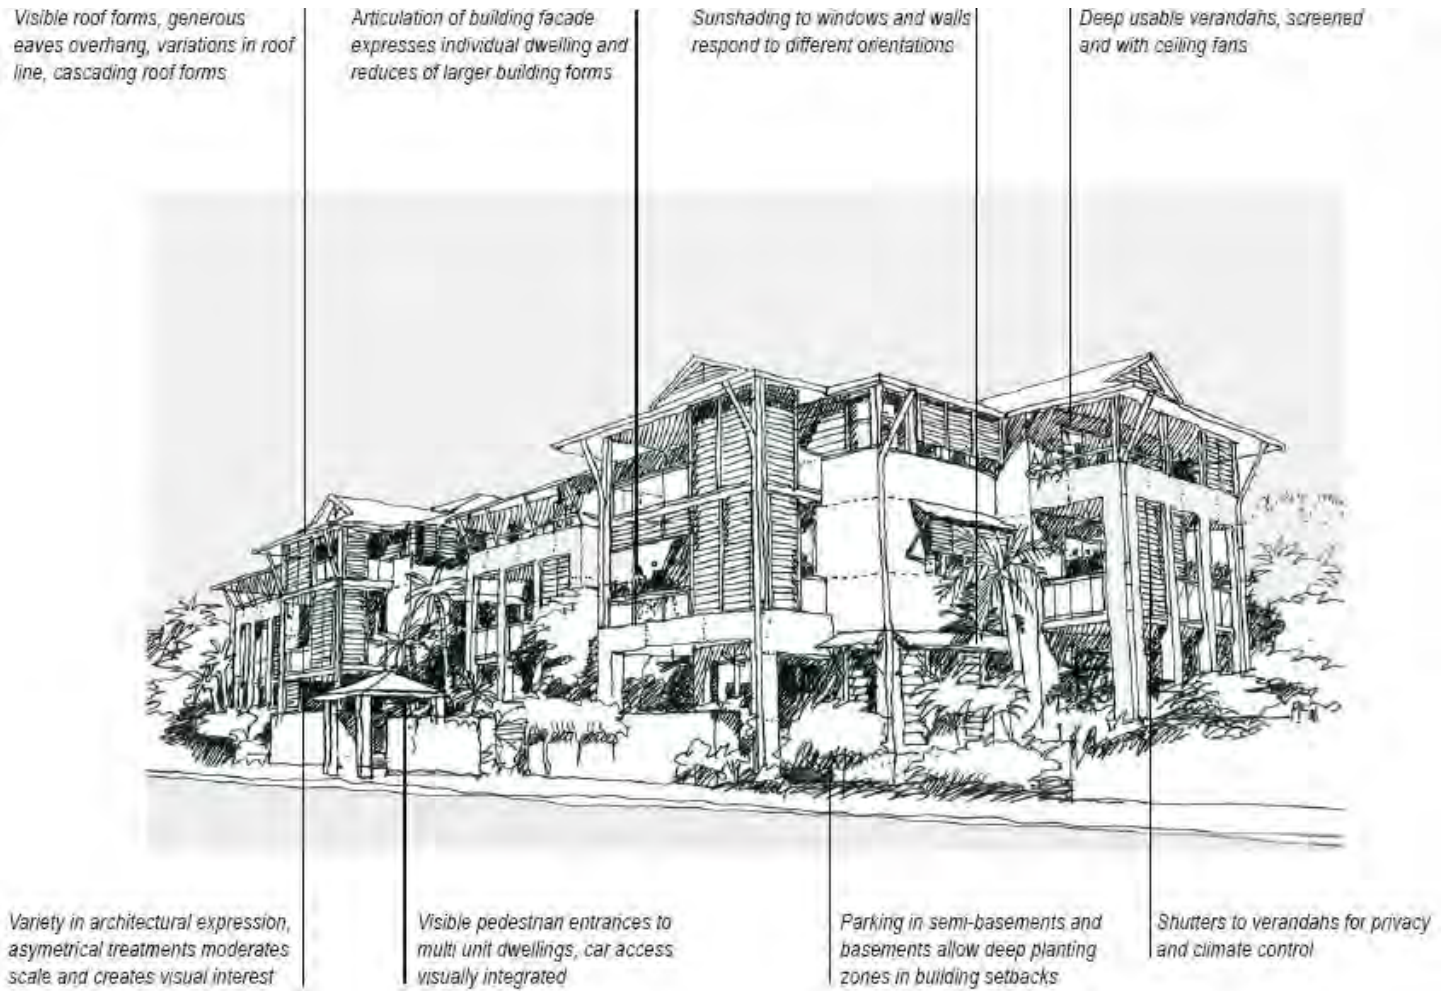 Visible roof forms, generous
eaves overhang, variations in roof
line, cascading roof forms
Articulation of building facade
expresses individual dwelling and
reduces of larger building forms
Sunshading to windows and walls
respond to different orientations
Deep usable verandahs, screened
and with ceiling fans
Variety in architectural expression,
asymetrical treatments moderates
scale and creates visual interest
Visible pedestrian entrances to
multi unit dwellings, car access
visually integrated
Parking in semi-basements and
basements allow deep planting
zones in building setbacks
Shutters to verandahs for privacy
and climate control